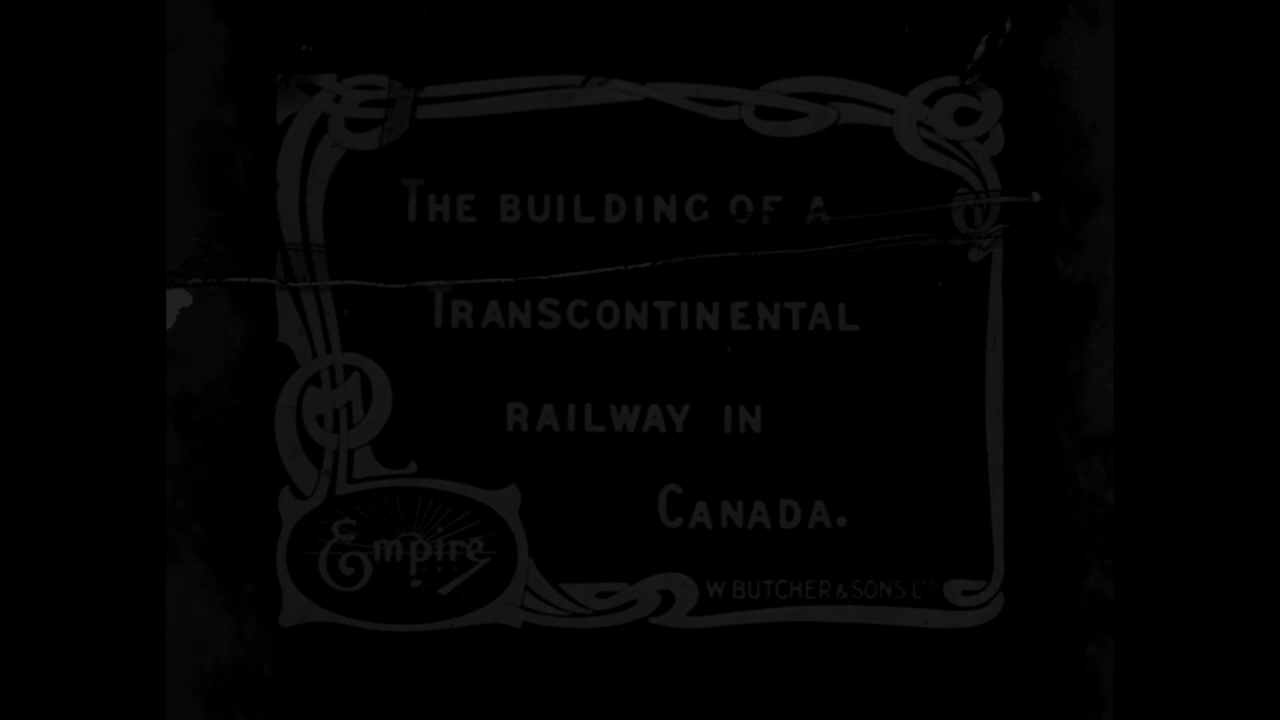 The building of a
Transcontinental
railway in
Canada.
Empire
W BUTCHER & SONS LTD